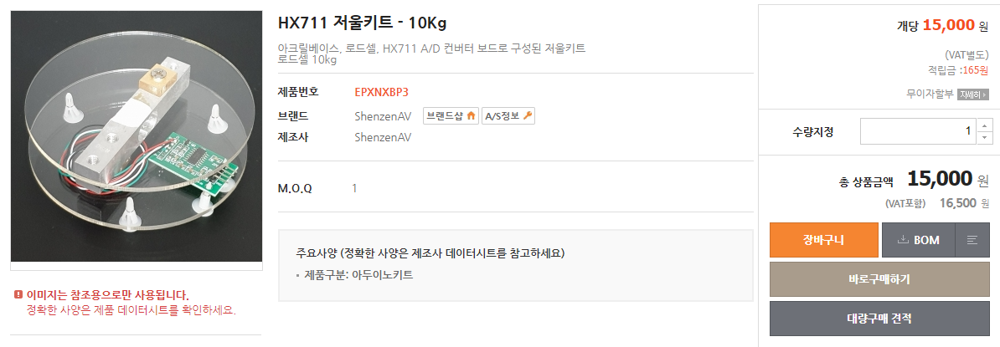 HX711 저울키트 - 10Kg
아크릴베이스, 로드셀, HX711 A/D 컨버터 보드로 구성된 저울키트
로드셀 10kg
제품번호 EPXNXBP3
브랜드 ShenzenAV 브랜드샵 A/S정보
제조사 ShenzenAV
M.O.Q 1
주요사양 (정확한 사양은 제조사 데이터시트를 참고하세요)
제품구분: 아두이노키트
이미지는 참조용으로만 사용됩니다.
정확한 사양은 제품 데이터시트를 확인하세요.
개당 15,000 원
(VAT별도)
적립금 :165원
무이자할부 자세히
수량지정 1
총 상품금액 15,000 원
(VAT포함) 16,500 원
장바구니 BOM
바로구매하기
대량구매 견적